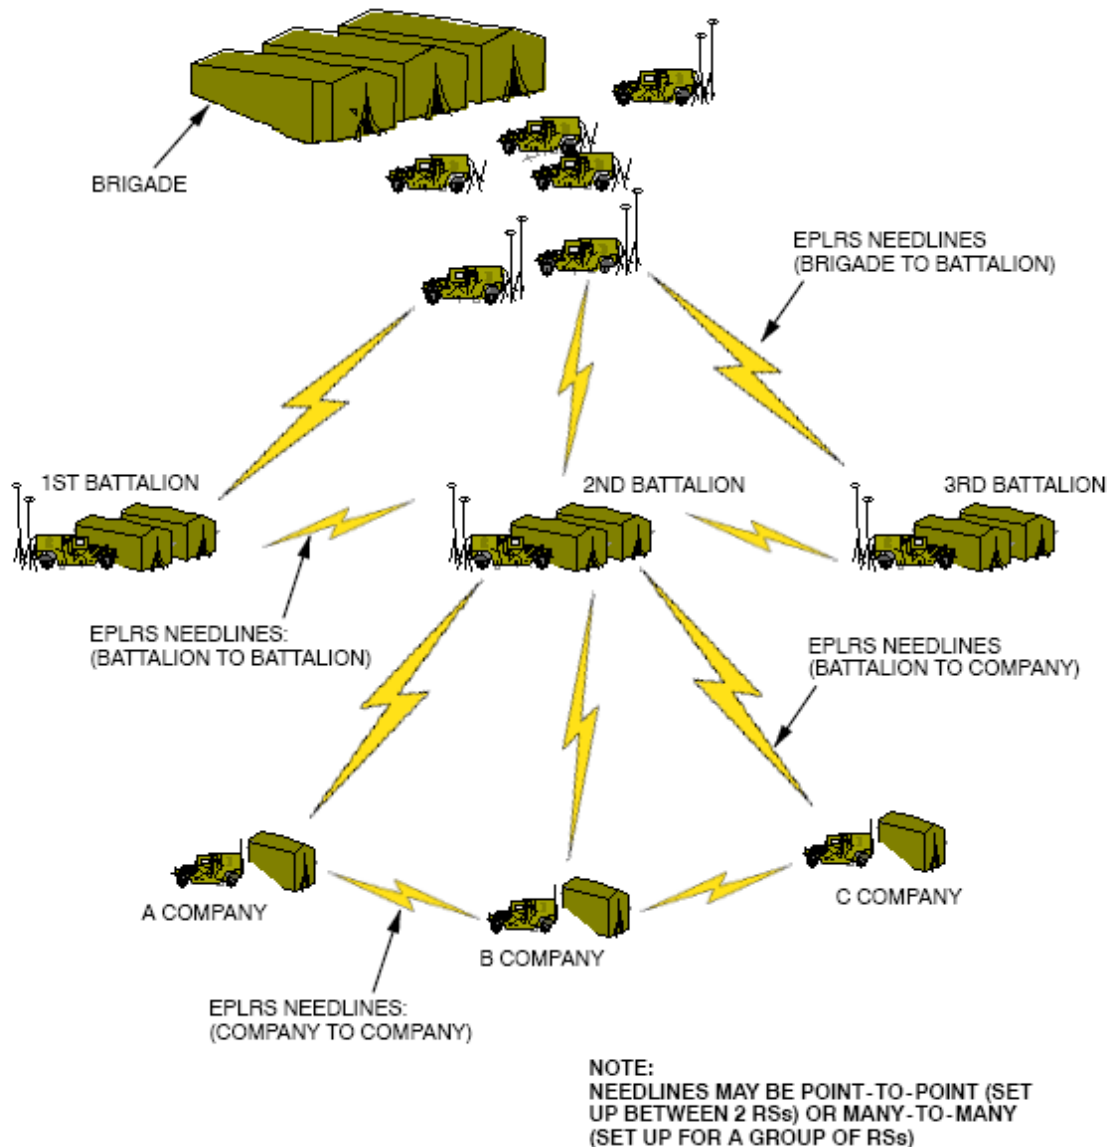 BRIGADE
EPLRS NEEDLINES
(BRIGADE TO BATTALION)
1ST BATTALION
2ND BATTALION
3RD BATTALION
EPLRS NEEDLINES:
(BATTALION TO BATTALION)
EPLRS NEEDLINES
(BATTALION TO COMPANY)
A COMPANY
B COMPANY
C COMPANY
EPLRS NEEDLINES:
(COMPANY TO COMPANY)
NOTE:
NEEDLINES MAY BE POINT-TO-POINT (SET
UP BETWEEN 2 RSs) OR MANY-TO-MANY
(SET UP FOR A GROUP OF RSs)